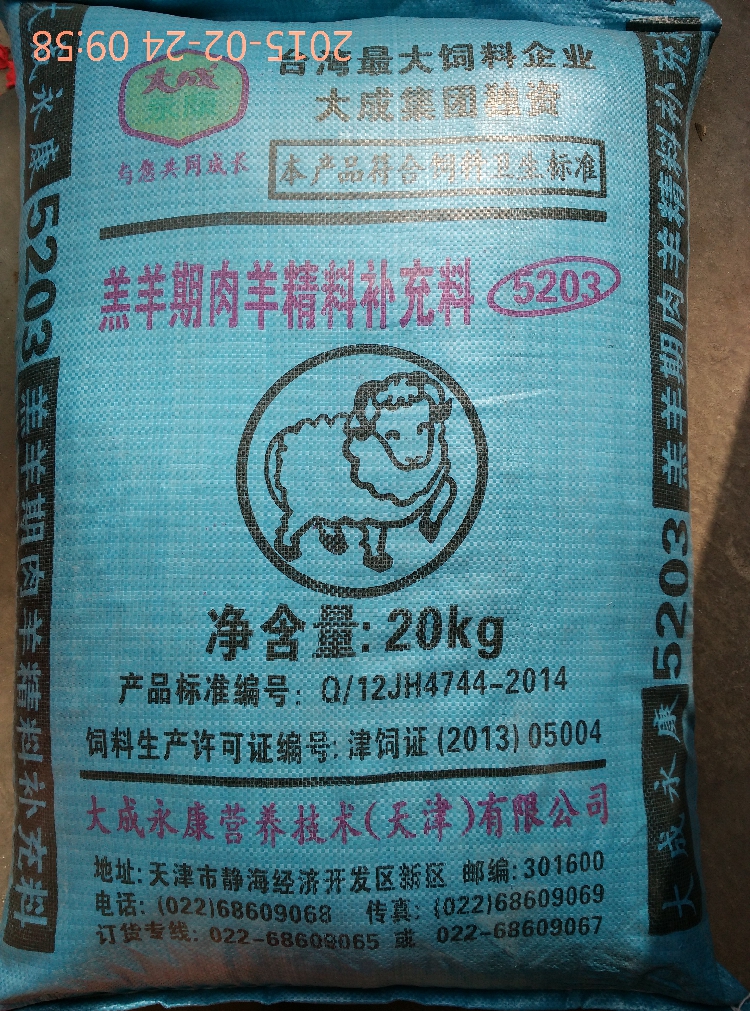 2015-02-24 09:58
大成
永康
与您共同成长
台湾最大饲料企业
大成集团独资
本产品符合饲料卫生标准
羔羊期肉羊精料补充料 5203
净含量: 20kg
产品标准编号: Q/12JH4744-2014
饲料生产许可证编号: 津饲证(2013)05004
大成永康营养技术(天津)有限公司
地址: 天津市静海经济开发区新区 邮编: 301600
电话: (022)68609068 传真: (022)68609069
订货专线: 022-68609065 或 022-68609067
大成永康 5203 羔羊期肉羊精料补充料
大成永康 5203 羔羊期肉羊精料补充料